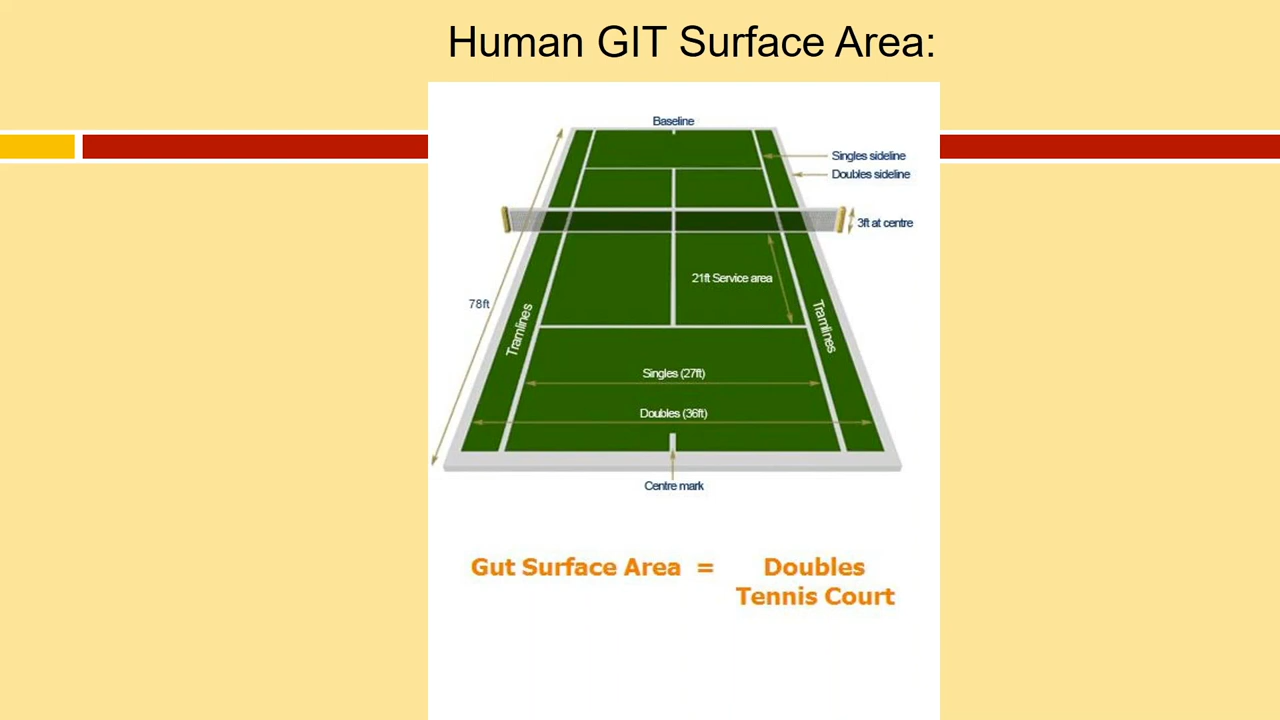 Human GIT Surface Area:
Baseline
Singles sideline
Doubles sideline
3ft at centre
21ft Service area
78ft
Tramlines
Tramlines
Singles (27ft)
Doubles (36ft)
Centre mark
Gut Surface Area = Doubles
Tennis Court